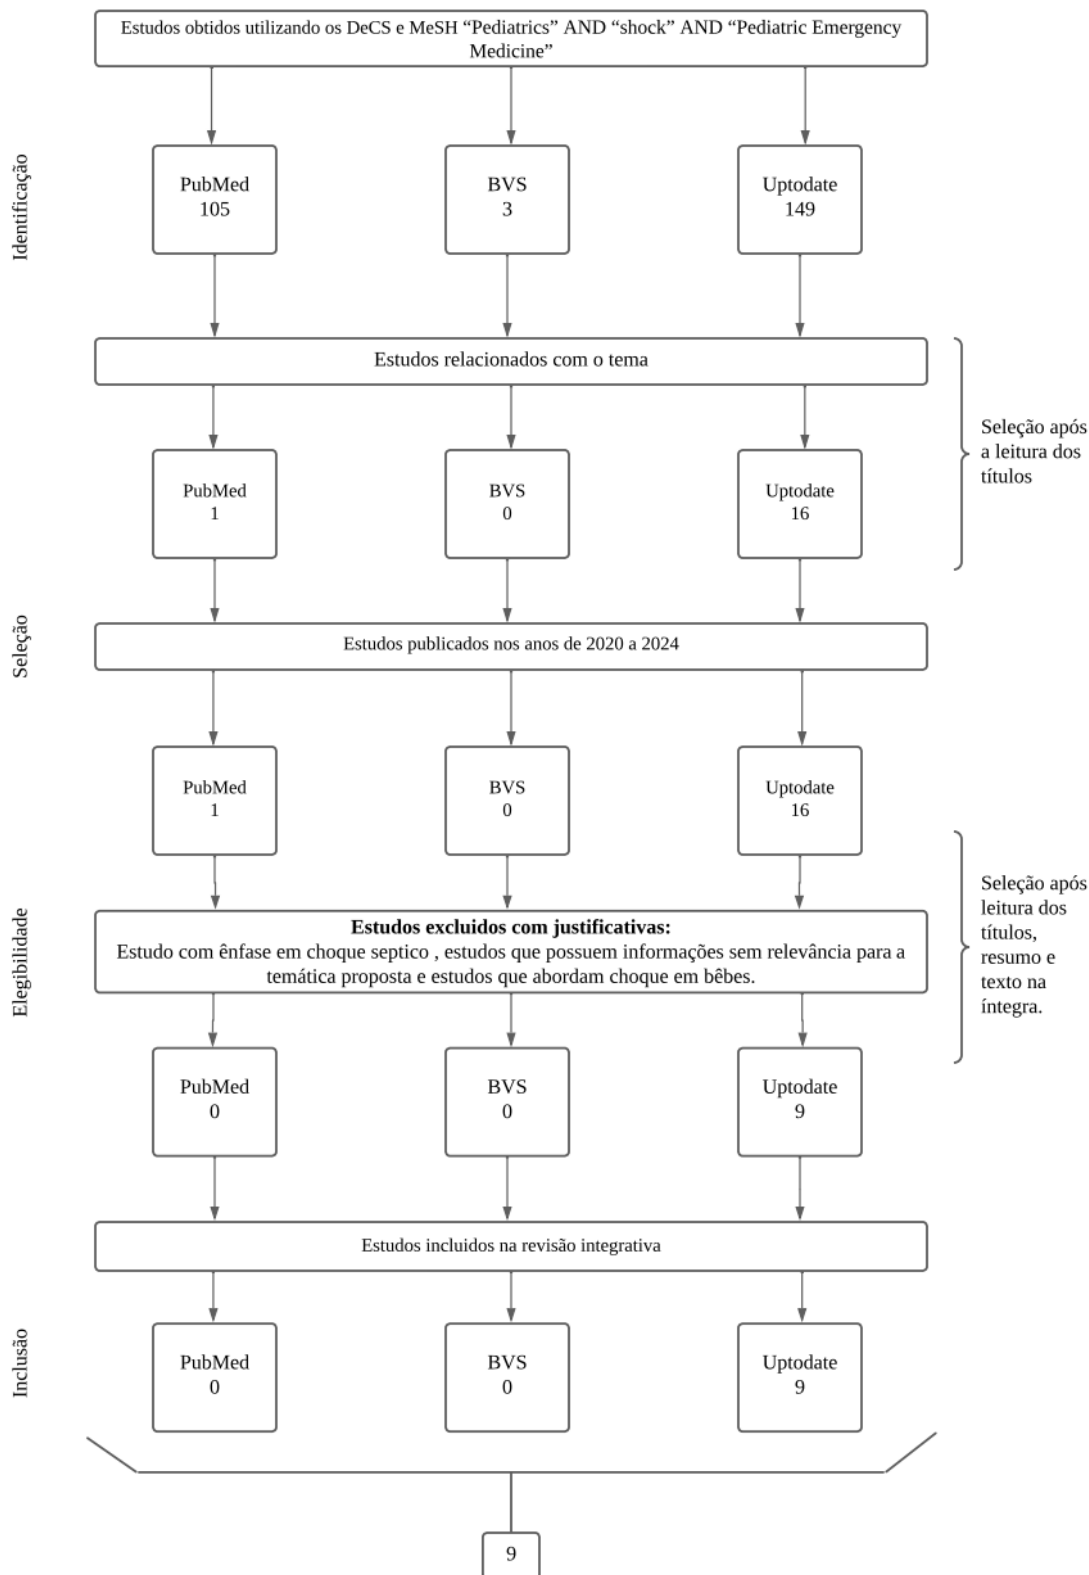 Estudos obtidos utilizando os DeCS e MeSH “Pediatrics” AND “shock” AND “Pediatric Emergency
Medicine”
Identificação
PubMed
105
BVS
3
Uptodate
149
Estudos relacionados com o tema
Seleção após
a leitura dos
títulos
PubMed
1
BVS
0
Uptodate
16
Seleção
Estudos publicados nos anos de 2020 a 2024
PubMed
1
BVS
0
Uptodate
16
Elegibilidade
Estudos excluidos com justificativas:
Estudo com ênfase em choque septico , estudos que possuem informações sem relevância para a
temática proposta e estudos que abordam choque em bêbes.
Seleção após
leitura dos
títulos,
resumo e
texto na
íntegra.
PubMed
0
BVS
0
Uptodate
9
Estudos incluidos na revisão integrativa
Inclusão
PubMed
0
BVS
0
Uptodate
9
9